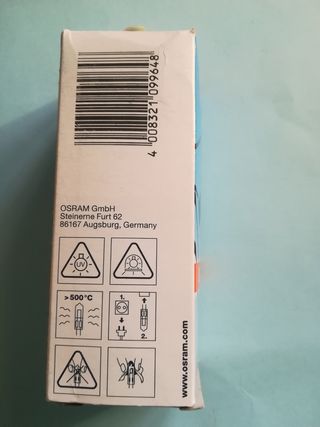 4 008321 099648
OSRAM GmbH
Steinerne Furt 62
86167 Augsburg, Germany
UV
>500°C
1.
2.
www.osram.com